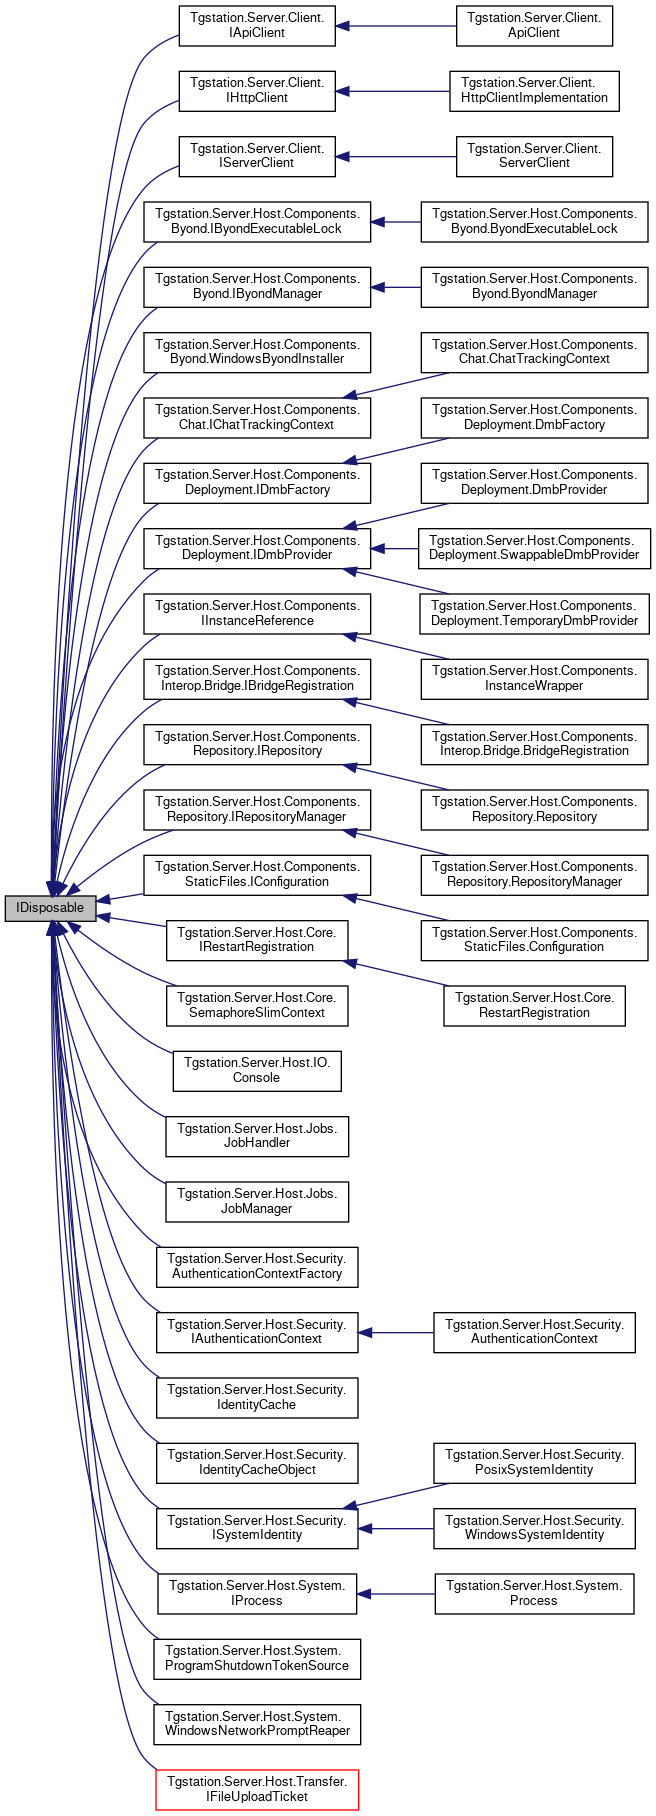 Tgstation.Server.Client.
IApiClient
Tgstation.Server.Client.
ApiClient
Tgstation.Server.Client.
IHttpClient
Tgstation.Server.Client.
HttpClientImplementation
Tgstation.Server.Client.
IServerClient
Tgstation.Server.Client.
ServerClient
Tgstation.Server.Host.Components.
Byond.IByondExecutableLock
Tgstation.Server.Host.Components.
Byond.ByondExecutableLock
Tgstation.Server.Host.Components.
Byond.IByondManager
Tgstation.Server.Host.Components.
Byond.ByondManager
Tgstation.Server.Host.Components.
Byond.WindowsByondInstaller
Tgstation.Server.Host.Components.
Chat.ChatTrackingContext
Tgstation.Server.Host.Components.
Chat.IChatTrackingContext
Tgstation.Server.Host.Components.
Deployment.DmbFactory
Tgstation.Server.Host.Components.
Deployment.IDmbFactory
Tgstation.Server.Host.Components.
Deployment.DmbProvider
Tgstation.Server.Host.Components.
Deployment.IDmbProvider
Tgstation.Server.Host.Components.
Deployment.SwappableDmbProvider
Tgstation.Server.Host.Components.
IInstanceReference
Tgstation.Server.Host.Components.
Deployment.TemporaryDmbProvider
Tgstation.Server.Host.Components.
Interop.Bridge.IBridgeRegistration
Tgstation.Server.Host.Components.
InstanceWrapper
Tgstation.Server.Host.Components.
Repository.IRepository
Tgstation.Server.Host.Components.
Interop.Bridge.BridgeRegistration
Tgstation.Server.Host.Components.
Repository.IRepositoryManager
Tgstation.Server.Host.Components.
Repository.Repository
Tgstation.Server.Host.Components.
StaticFiles.IConfiguration
Tgstation.Server.Host.Components.
Repository.RepositoryManager
IDisposable
Tgstation.Server.Host.Core.
IRestartRegistration
Tgstation.Server.Host.Components.
StaticFiles.Configuration
Tgstation.Server.Host.Core.
SemaphoreSlimContext
Tgstation.Server.Host.Core.
RestartRegistration
Tgstation.Server.Host.IO.
Console
Tgstation.Server.Host.Jobs.
JobHandler
Tgstation.Server.Host.Jobs.
JobManager
Tgstation.Server.Host.Security.
AuthenticationContextFactory
Tgstation.Server.Host.Security.
IAuthenticationContext
Tgstation.Server.Host.Security.
AuthenticationContext
Tgstation.Server.Host.Security.
IdentityCache
Tgstation.Server.Host.Security.
IdentityCacheObject
Tgstation.Server.Host.Security.
PosixSystemIdentity
Tgstation.Server.Host.Security.
ISystemIdentity
Tgstation.Server.Host.Security.
WindowsSystemIdentity
Tgstation.Server.Host.System.
IProcess
Tgstation.Server.Host.System.
Process
Tgstation.Server.Host.System.
ProgramShutdownTokenSource
Tgstation.Server.Host.System.
WindowsNetworkPromptReaper
Tgstation.Server.Host.Transfer.
IFileUploadTicket